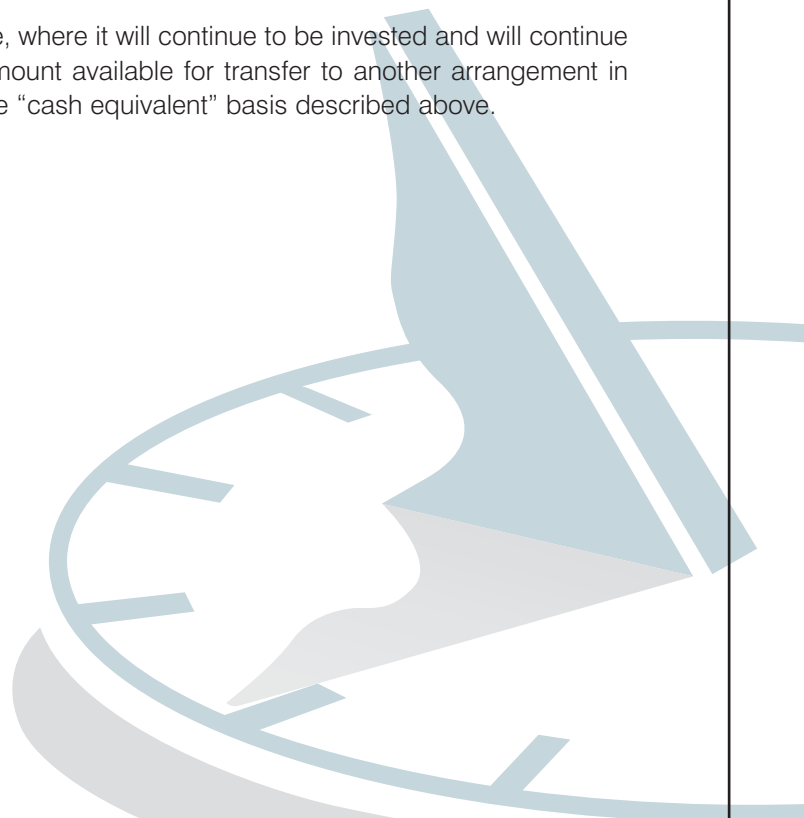 e, where it will continue to be invested and will continue
mount available for transfer to another arrangement in
e “cash equivalent” basis described above.